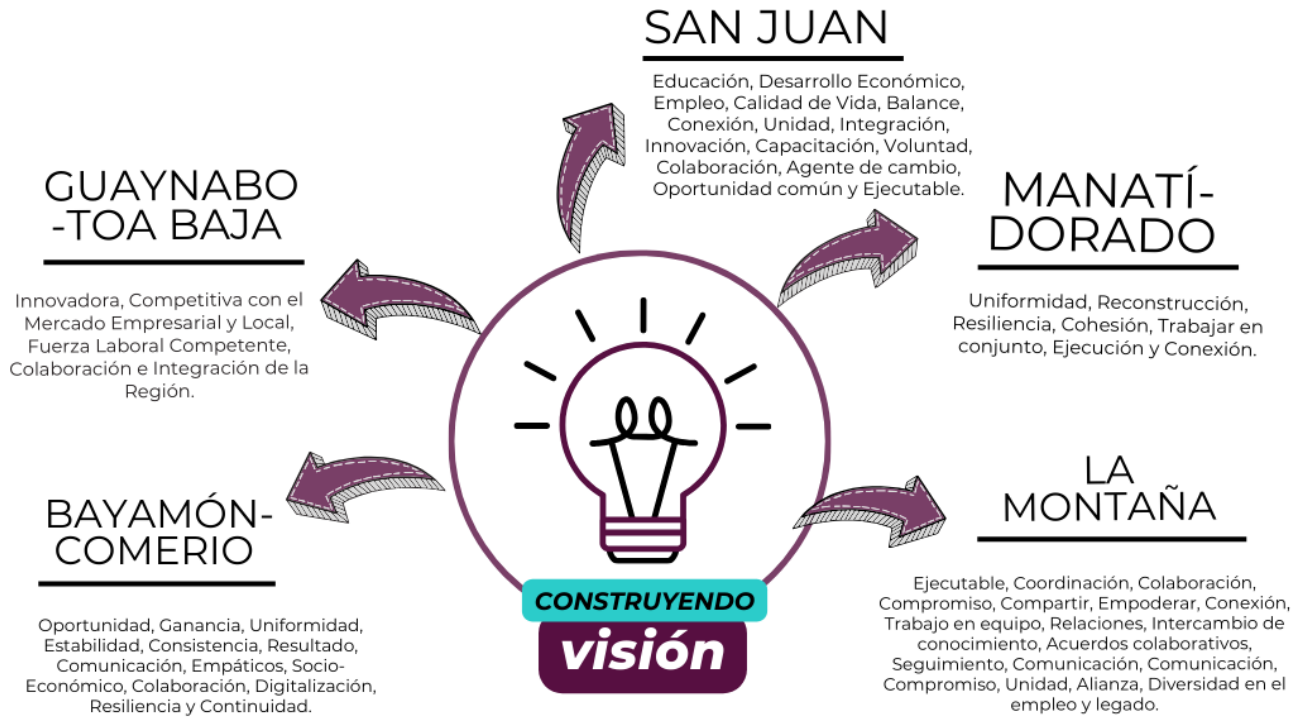 SAN JUAN
Educación, Desarrollo Económico,
Empleo, Calidad de Vida, Balance,
Conexión, Unidad, Integración,
Innovación, Capacitación, Voluntad,
Colaboración, Agente de cambio,
Oportunidad común y Ejecutable.
GUAYNABO
-TOA BAJA
Innovadora, Competitiva con el
Mercado Empresarial y Local,
Fuerza Laboral Competente,
Colaboración e Integración de la
Región.
MANATÍ-
DORADO
Uniformidad, Reconstrucción,
Resiliencia, Cohesión, Trabajar en
conjunto, Ejecución y Conexión.
BAYAMÓN-
COMERIO
Oportunidad, Ganancia, Uniformidad,
Estabilidad, Consistencia, Resultado,
Comunicación, Empáticos, Socio-
Económico, Colaboración, Digitalización,
Resiliencia y Continuidad.
LA
MONTAÑA
Ejecutable, Coordinación, Colaboración,
Compromiso, Compartir, Empoderar, Conexión,
Trabajo en equipo, Relaciones, Intercambio de
conocimiento, Acuerdos colaborativos,
Seguimiento, Comunicación, Comunicación,
Compromiso, Unidad, Alianza, Diversidad en el
empleo y legado.
CONSTRUYENDO
visión